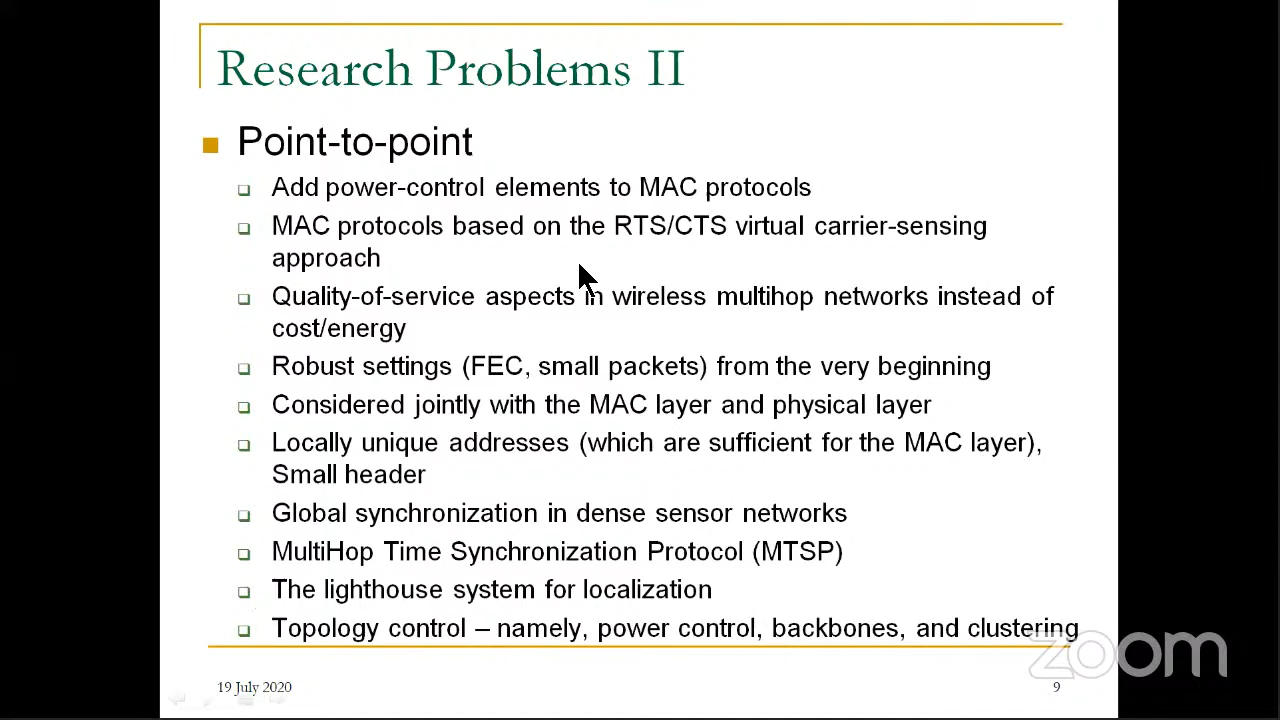 Research Problems II
Point-to-point
Add power-control elements to MAC protocols
MAC protocols based on the RTS/CTS virtual carrier-sensing
approach
Quality-of-service aspects in wireless multihop networks instead of
cost/energy
Robust settings (FEC, small packets) from the very beginning
Considered jointly with the MAC layer and physical layer
Locally unique addresses (which are sufficient for the MAC layer),
Small header
Global synchronization in dense sensor networks
MultiHop Time Synchronization Protocol (MTSP)
The lighthouse system for localization
Topology control – namely, power control, backbones, and clustering
zoom
19 July 2020
9